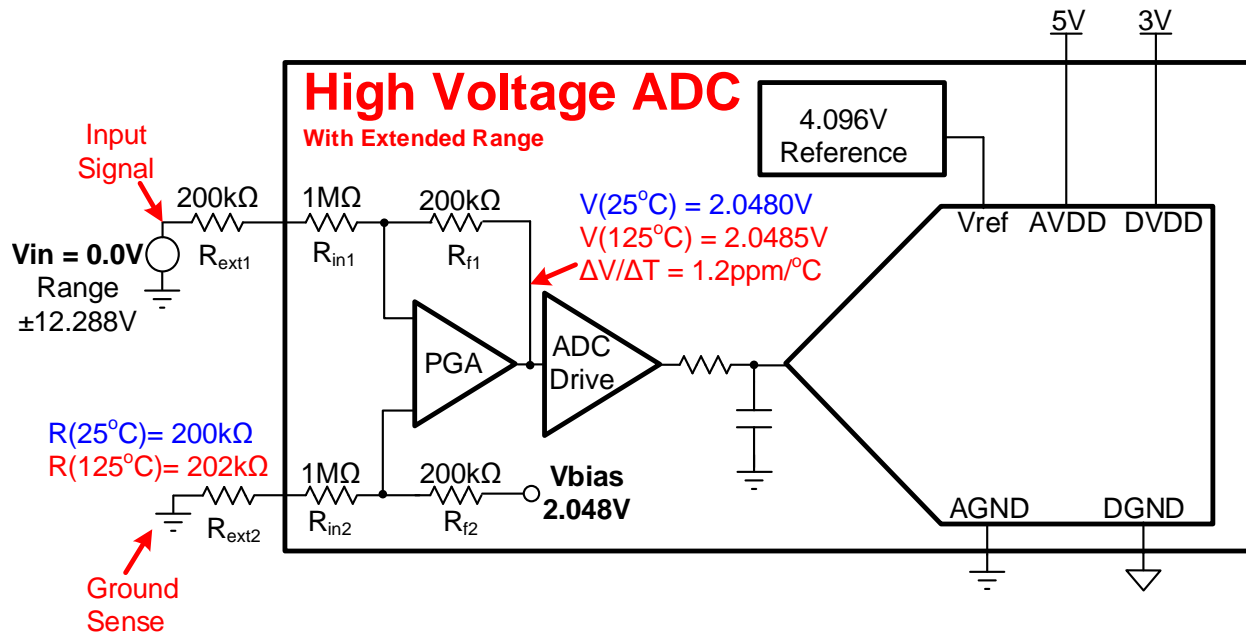 5V
3V
High Voltage ADC
With Extended Range
4.096V
Reference
Input
Signal
200kΩ
1MΩ
200kΩ
V(25°C) = 2.0480V
V(125°C) = 2.0485V
ΔV/ΔT = 1.2ppm/°C
Vref
AVDD
DVDD
Vin = 0.0V
Range
±12.288V
Rext1
Rin1
Rf1
PGA
ADC
Drive
R(25°C)= 200kΩ
R(125°C)= 202kΩ
1MΩ
200kΩ
Vbias
2.048V
Rext2
Rin2
Rf2
AGND
DGND
Ground
Sense